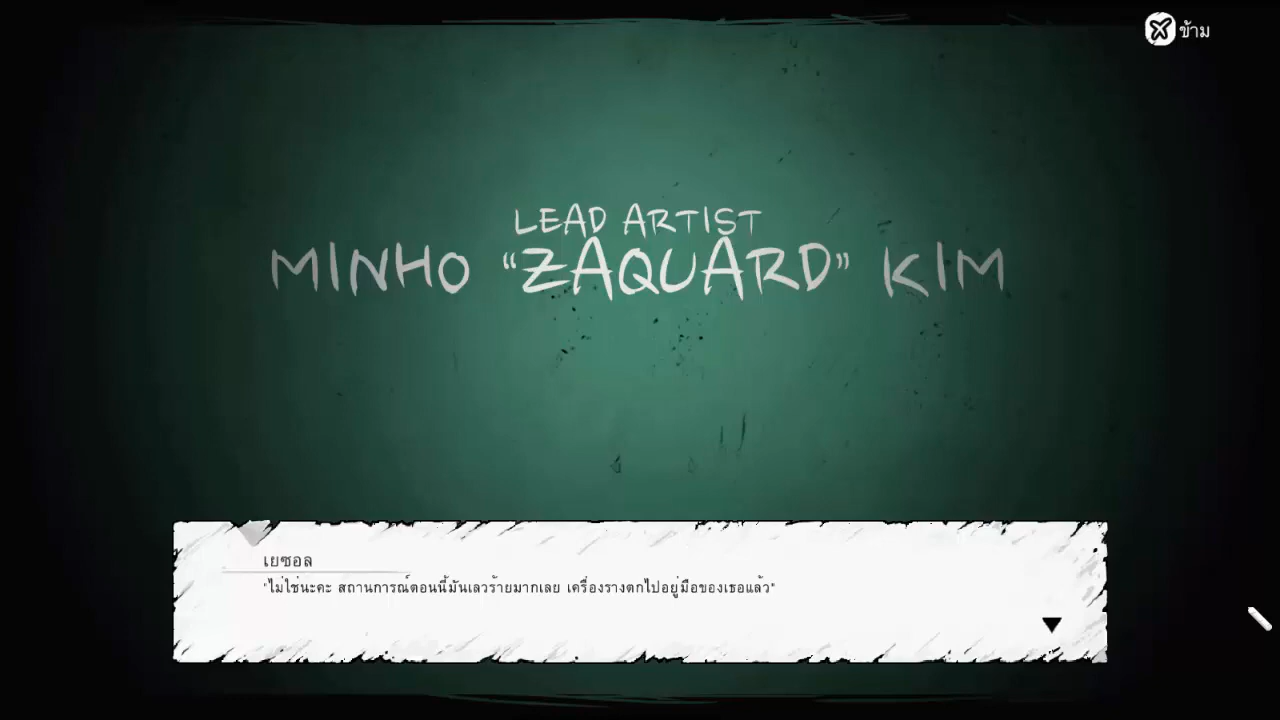 ข้าม
LEAD ARTIST
MINHO "ZAQUARD" KIM
เยซอล
"ไม่ใช่นะคะ สถานการณ์ตอนนี้มันเลวร้ายมากเลย เครื่องรางตกไปอยู่มือของเธอแล้ว"